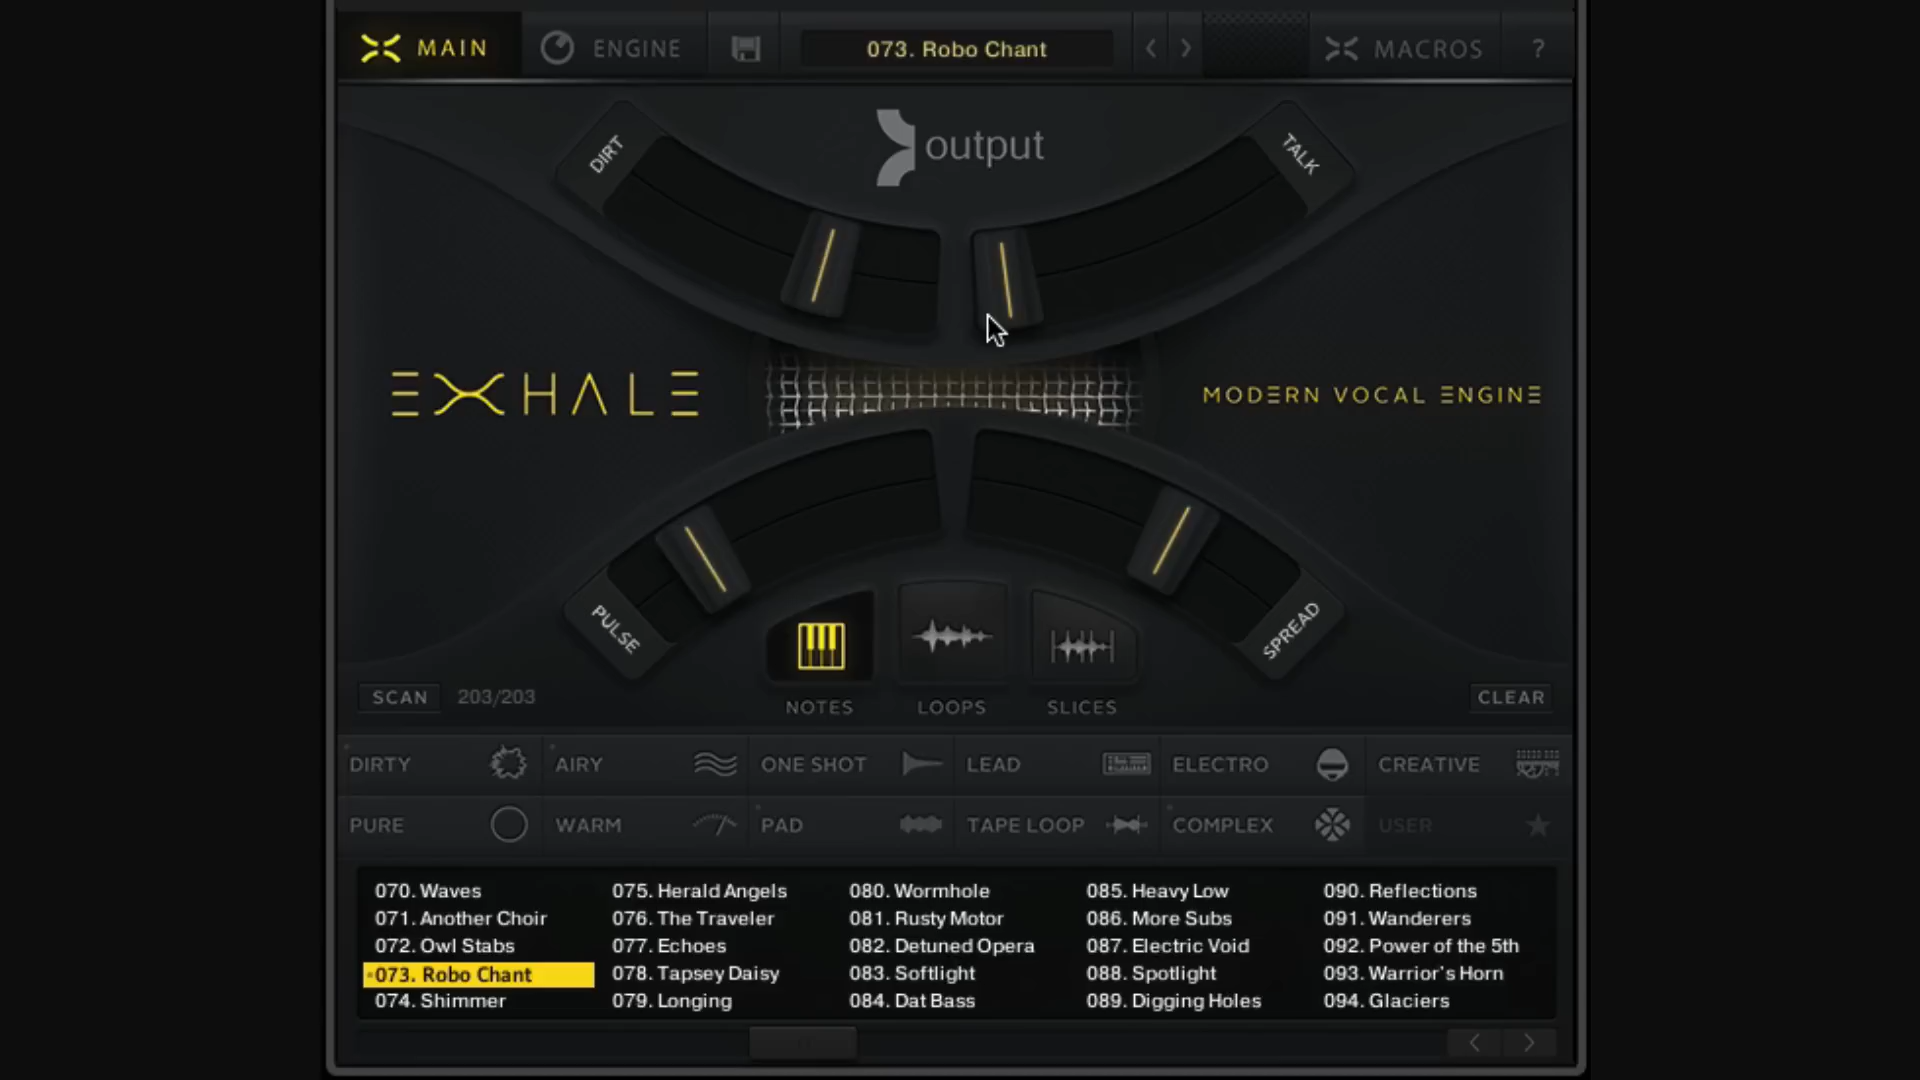 MAIN
ENGINE
073. Robo Chant
MACROS
?
DIRT
output
TALK
EXHALE
MODERN VOCAL ENGINE
PULSE
SPREAD
SCAN 203/203
NOTES
LOOPS
SLICES
CLEAR
DIRTY
AIRY
ONE SHOT
LEAD
ELECTRO
CREATIVE
PURE
WARM
PAD
TAPE LOOP
COMPLEX
USER
070. Waves
071. Another Choir
072. Owl Stabs
073. Robo Chant
074. Shimmer
075. Herald Angels
076. The Traveler
077. Echoes
078. Tapsey Daisy
079. Longing
080. Wormhole
081. Rusty Motor
082. Detuned Opera
083. Softlight
084. Dat Bass
085. Heavy Low
086. More Subs
087. Electric Void
088. Spotlight
089. Digging Holes
090. Reflections
091. Wanderers
092. Power of the 5th
093. Warrior's Horn
094. Glaciers